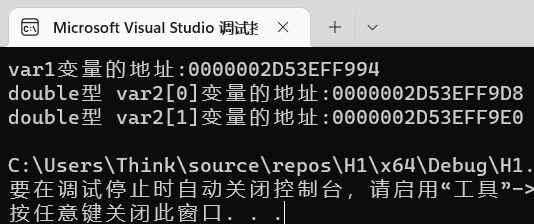 Microsoft Visual Studio 调试
var1变量的地址:0000002D53EFF994
double型 var2[0]变量的地址:0000002D53EFF9D8
double型 var2[1]变量的地址:0000002D53EFF9E0
C:\Users\Think\source\repos\H1\x64\Debug\H1.
要在调试停止时自动关闭控制台，请启用“工具”->
按任意键关闭此窗口. . .